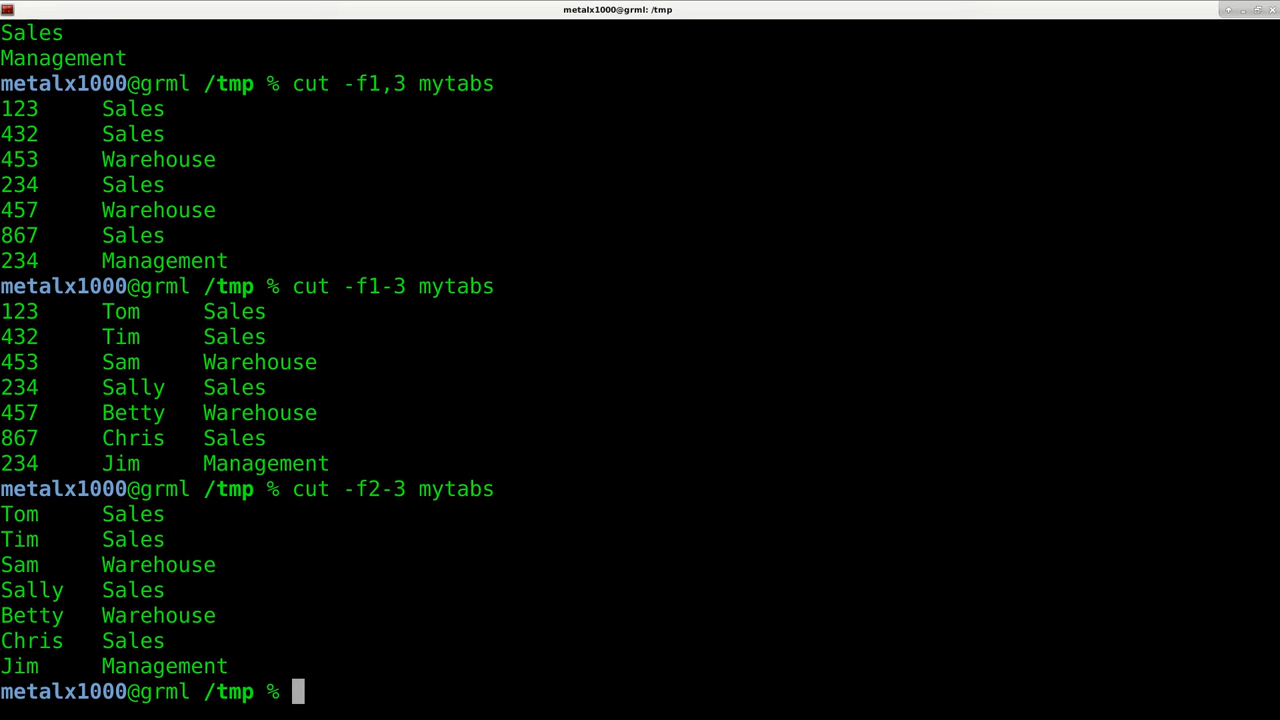 metalx1000@grml: /tmp
Sales
Management
metalx1000@grml /tmp % cut -f1,3 mytabs
123 Sales
432 Sales
453 Warehouse
234 Sales
457 Warehouse
867 Sales
234 Management
metalx1000@grml /tmp % cut -f1-3 mytabs
123 Tom Sales
432 Tim Sales
453 Sam Warehouse
234 Sally Sales
457 Betty Warehouse
867 Chris Sales
234 Jim Management
metalx1000@grml /tmp % cut -f2-3 mytabs
Tom Sales
Tim Sales
Sam Warehouse
Sally Sales
Betty Warehouse
Chris Sales
Jim Management
metalx1000@grml /tmp %